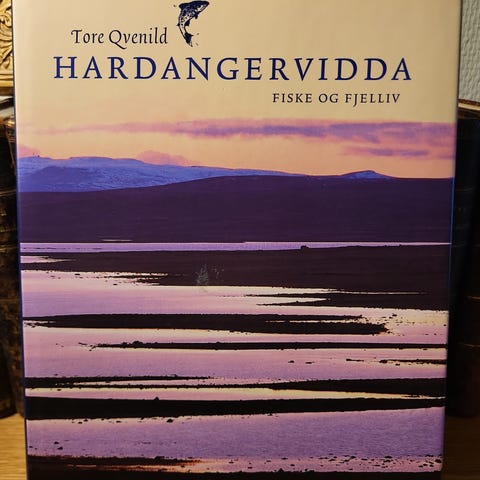 Tore Qvenild
HARDANGERVIDDA
FISKE OG FJELLIV